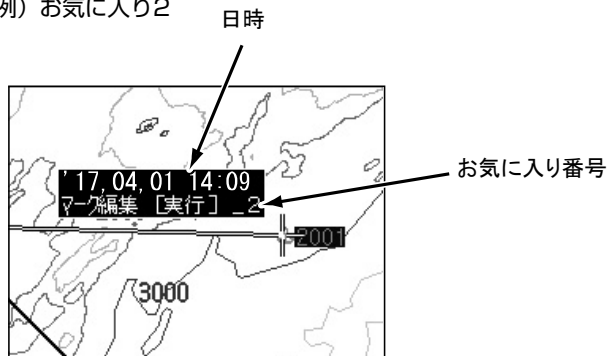 例）お気に入り2
日時
お気に入り番号
'17,04,01 14:09
マーク編集 [実行] _2
2001
3000